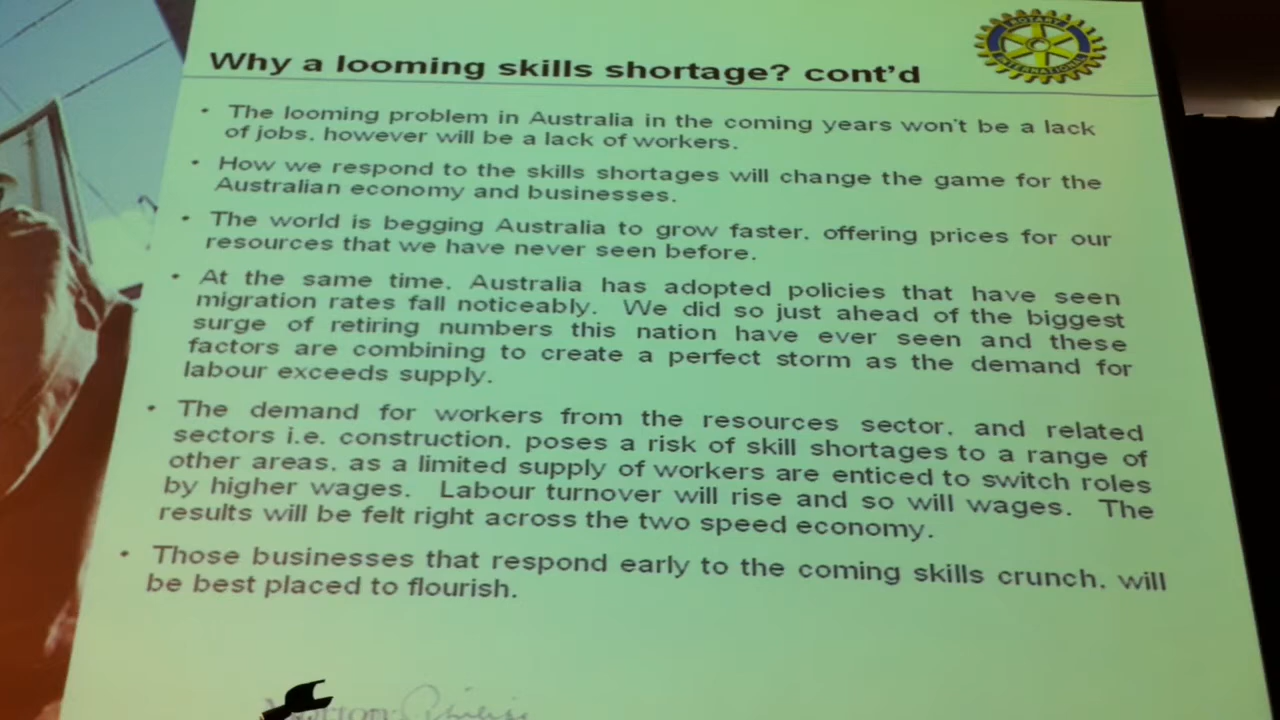 Why a looming skills shortage? cont'd
ROTARY
INTERNATIONAL
• The looming problem in Australia in the coming years won't be a lack
of jobs, however will be a lack of workers.
• How we respond to the skills shortages will change the game for the
Australian economy and businesses.
• The world is begging Australia to grow faster, offering prices for our
resources that we have never seen before.
• At the same time, Australia has adopted policies that have seen
migration rates fall noticeably. We did so just ahead of the biggest
surge of retiring numbers this nation have ever seen and these
factors are combining to create a perfect storm as the demand for
labour exceeds supply.
• The demand for workers from the resources sector, and related
sectors i.e. construction, poses a risk of skill shortages to a range of
other areas, as a limited supply of workers are enticed to switch roles
by higher wages. Labour turnover will rise and so will wages. The
results will be felt right across the two speed economy.
• Those businesses that respond early to the coming skills crunch, will
be best placed to flourish.